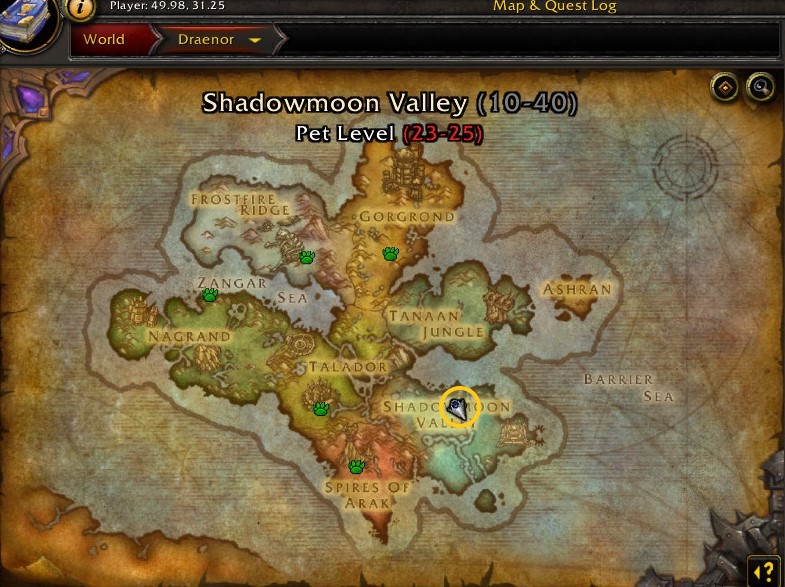 Player: 49.98, 31.25
Map & Quest Log
World
Draenor
Shadowmoon Valley (10-40)
Pet Level (23-25)
Frostfire
Ridge
Gorgrond
Zangar
Sea
Ashran
Tanaan
Jungle
Nagrand
Talador
Barrier
Sea
Shadowmoon
Valley
Spires Of
Arak